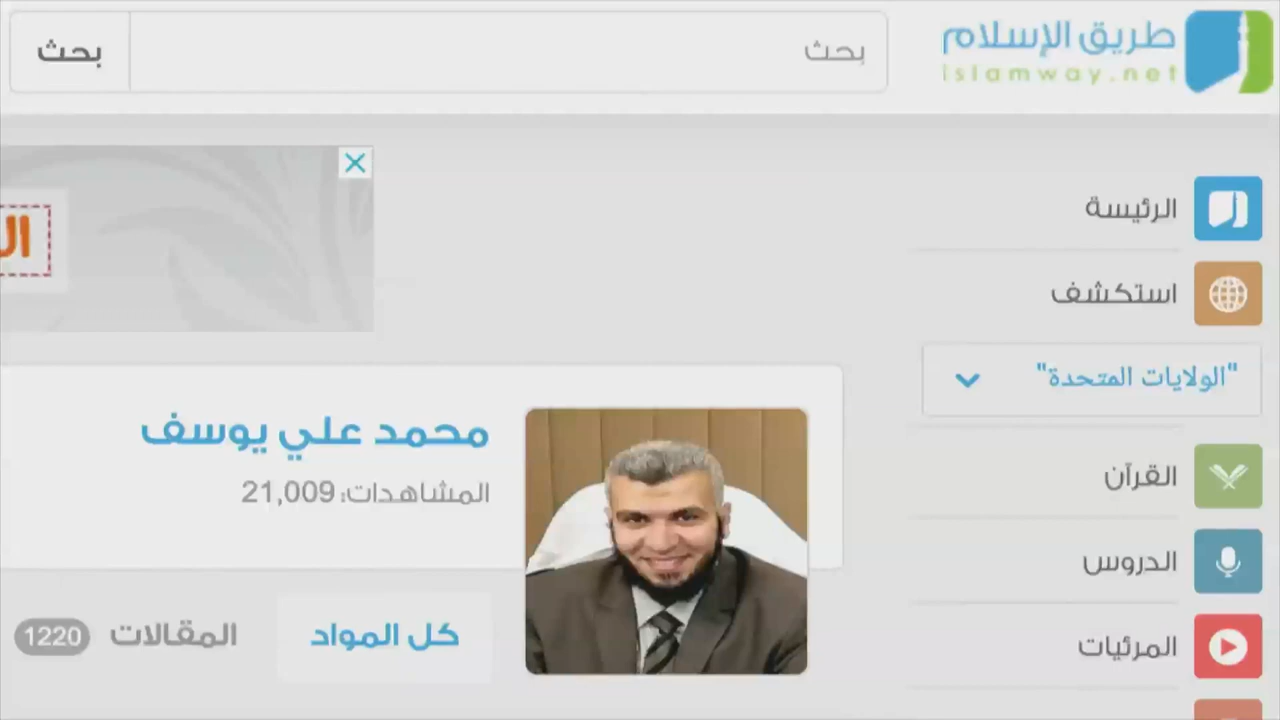 طريق الإسلام
islamway.net
بحث
بحث
الرئيسة
استكشف
"الولايات المتحدة"
القرآن
الدروس
المرئيات
محمد علي يوسف
المشاهدات: 21,009
كل المواد
المقالات 1220